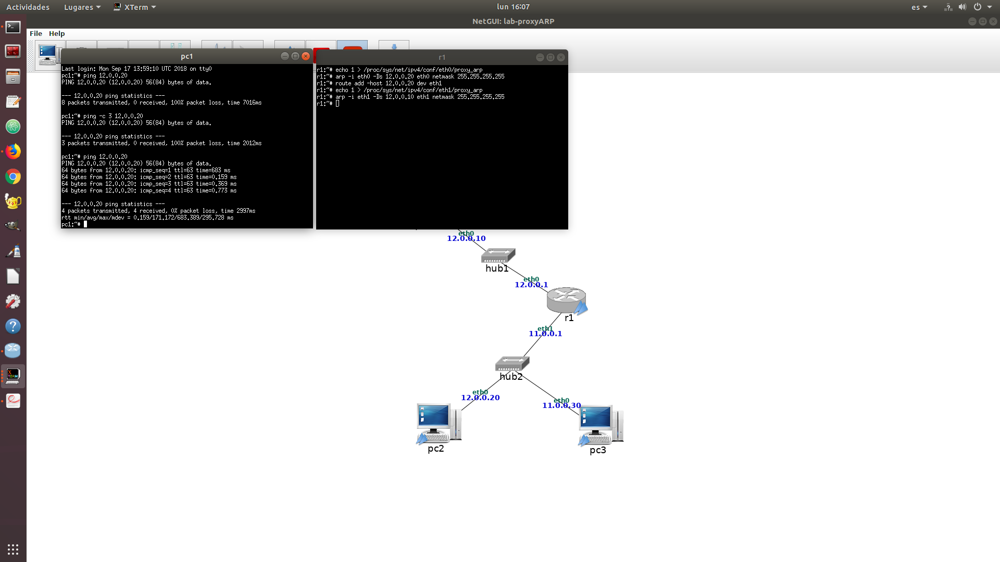 Actividades Lugares XTerm lun 16:07 es
NetGUI: lab-proxyARP
File Help
pc1
Last login: Mon Sep 17 13:59:10 UTC 2018 on tty0
pc1:~# ping 12.0.0.20
PING 12.0.0.20 (12.0.0.20) 56(84) bytes of data.
--- 12.0.0.20 ping statistics ---
8 packets transmitted, 0 received, 100% packet loss, time 7016ms
pc1:~# ping -c 3 12.0.0.20
PING 12.0.0.20 (12.0.0.20) 56(84) bytes of data.
--- 12.0.0.20 ping statistics ---
3 packets transmitted, 0 received, 100% packet loss, time 2012ms
pc1:~# ping 12.0.0.20
PING 12.0.0.20 (12.0.0.20) 56(84) bytes of data.
64 bytes from 12.0.0.20: icmp_seq=1 ttl=63 time=683 ms
64 bytes from 12.0.0.20: icmp_seq=2 ttl=63 time=0.159 ms
64 bytes from 12.0.0.20: icmp_seq=3 ttl=63 time=0.369 ms
64 bytes from 12.0.0.20: icmp_seq=4 ttl=63 time=0.773 ms
--- 12.0.0.20 ping statistics ---
4 packets transmitted, 4 received, 0% packet loss, time 2997ms
rtt min/avg/max/mdev = 0.159/171.172/683.389/295.728 ms
pc1:~#
r1
r1:~# echo 1 > /proc/sys/net/ipv4/conf/eth0/proxy_arp
r1:~# arp -i eth0 -Ds 12.0.0.20 eth0 netmask 255.255.255.255
r1:~# route add -host 12.0.0.20 dev eth1
r1:~# echo 1 > /proc/sys/net/ipv4/conf/eth1/proxy_arp
r1:~# arp -i eth1 -Ds 12.0.0.10 eth1 netmask 255.255.255.255
r1:~#
eth0
12.0.0.10
hub1
eth0
12.0.0.1
r1
eth1
11.0.0.1
hub2
eth0
12.0.0.20
eth0
11.0.0.30
pc2
pc3